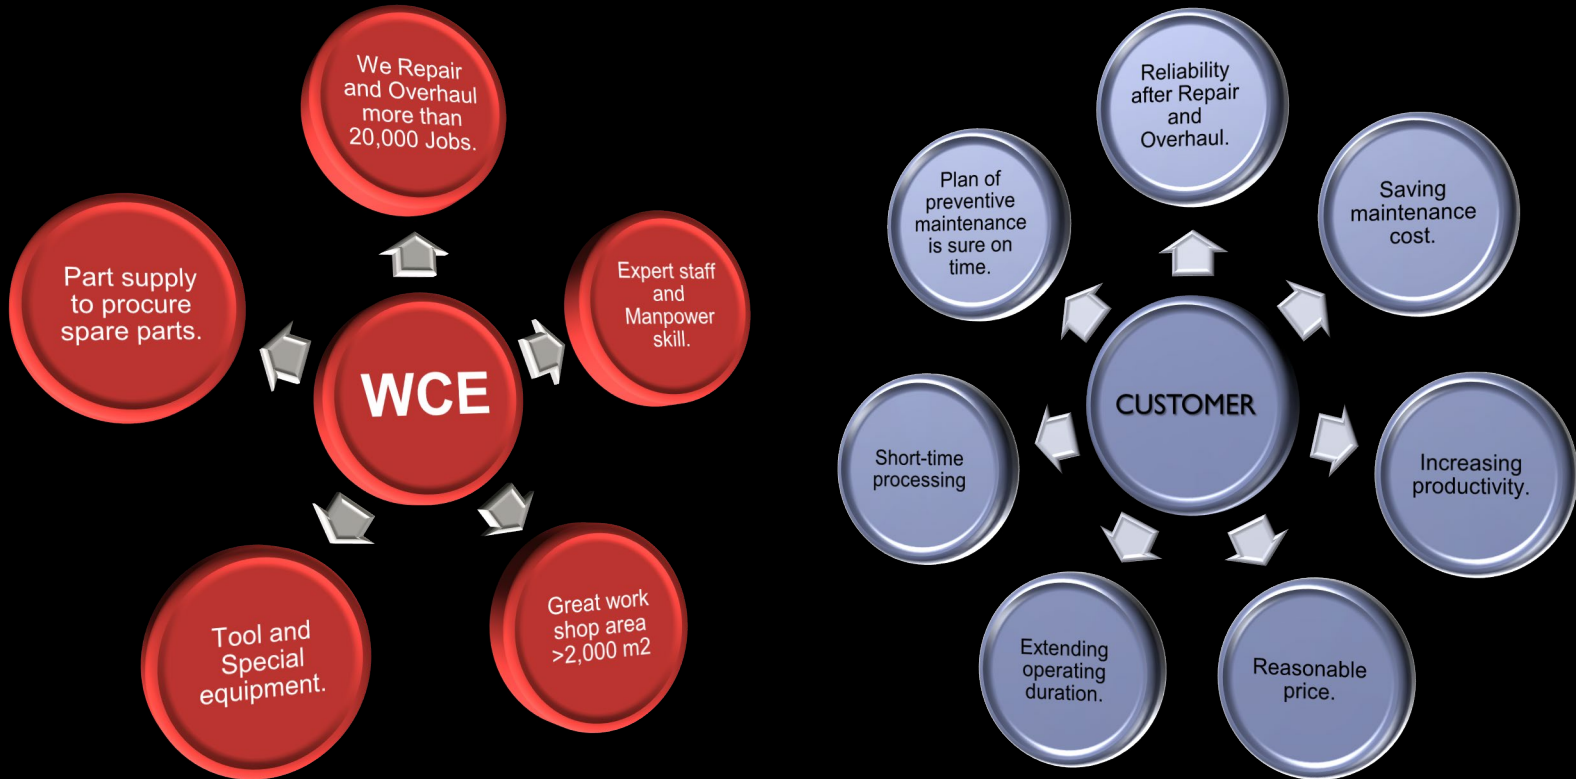 We Repair
and Overhaul
more than
20,000 Jobs.
Part supply
to procure
spare parts.
Expert staff
and
Manpower
skill.
WCE
Tool and
Special
equipment.
Great work
shop area
>2,000 m2
Reliability
after Repair
and
Overhaul.
Plan of
preventive
maintenance
is sure on
time.
Saving
maintenance
cost.
CUSTOMER
Short-time
processing
Increasing
productivity.
Extending
operating
duration.
Reasonable
price.